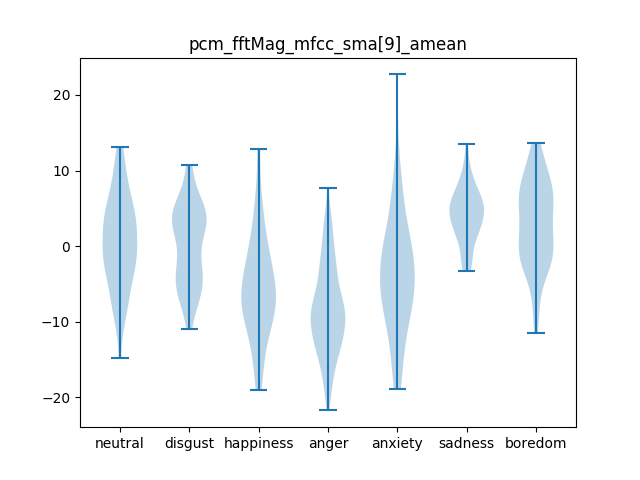 pcm_fftMag_mfcc_sma[9]_amean
20
10
0
−10
−20
neutral disgust happiness anger anxiety sadness boredom